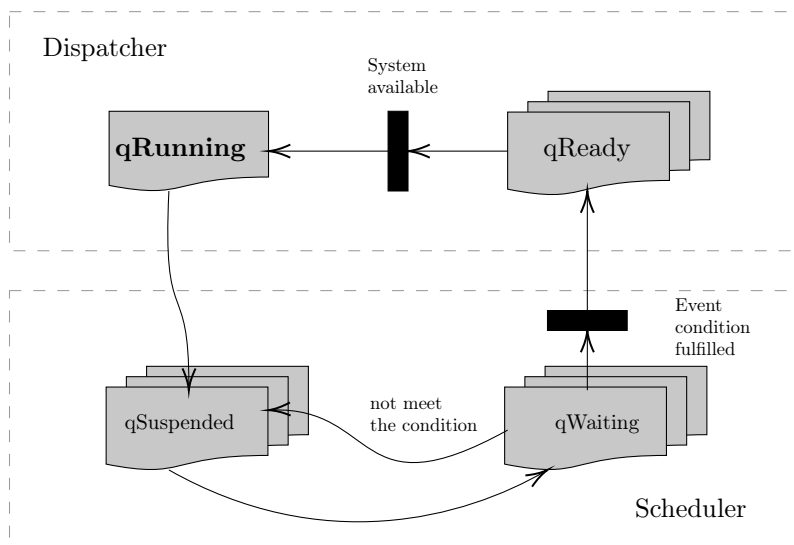 Dispatcher
System
available
qRunning
qReady
Event
condition
fulfilled
not meet
the condition
qSuspended
qWaiting
Scheduler